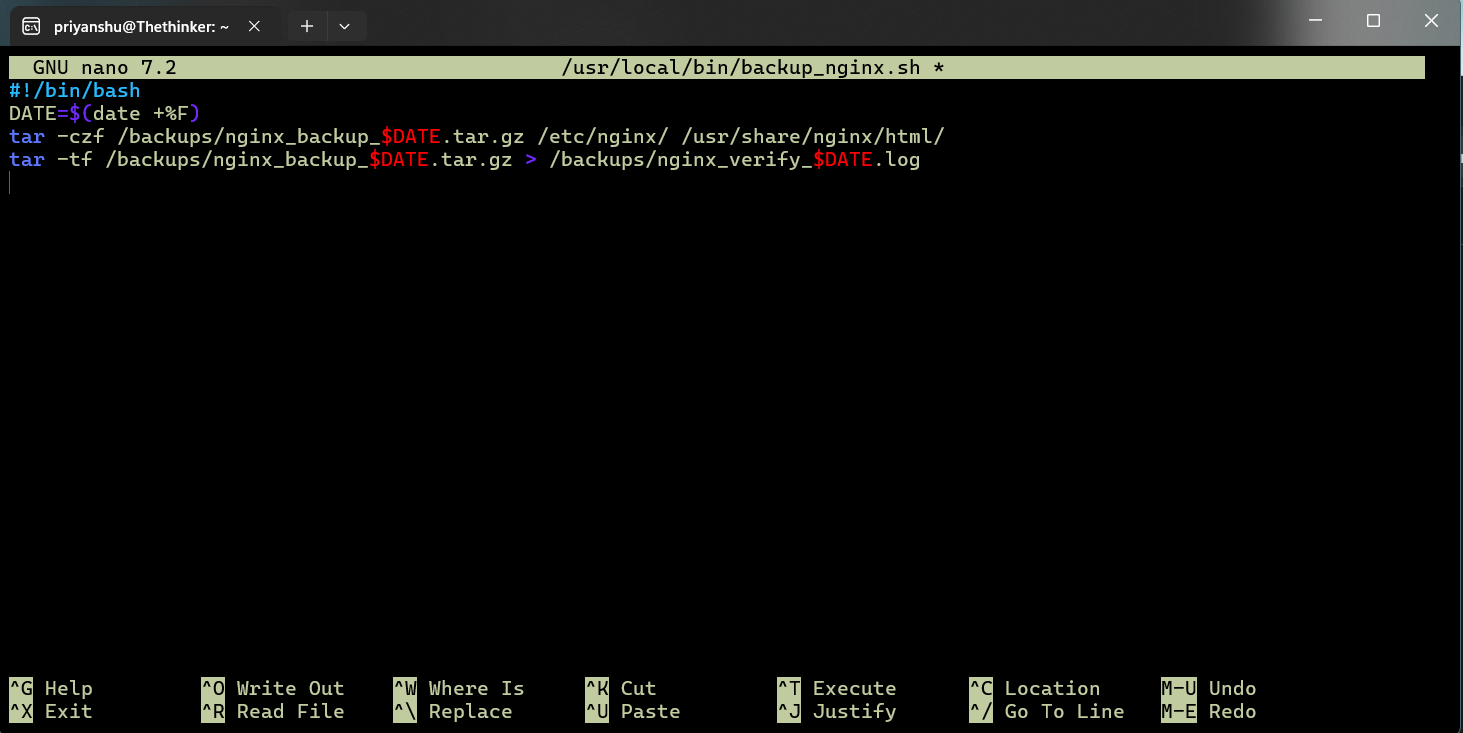 priyanshu@Thethinker: ~
GNU nano 7.2 /usr/local/bin/backup_nginx.sh *
#!/bin/bash
DATE=$(date +%F)
tar -czf /backups/nginx_backup_$DATE.tar.gz /etc/nginx/ /usr/share/nginx/html/
tar -tf /backups/nginx_backup_$DATE.tar.gz > /backups/nginx_verify_$DATE.log
^G Help ^O Write Out ^W Where Is ^K Cut ^T Execute ^C Location M-U Undo
^X Exit ^R Read File ^\ Replace ^U Paste ^J Justify ^/ Go To Line M-E Redo